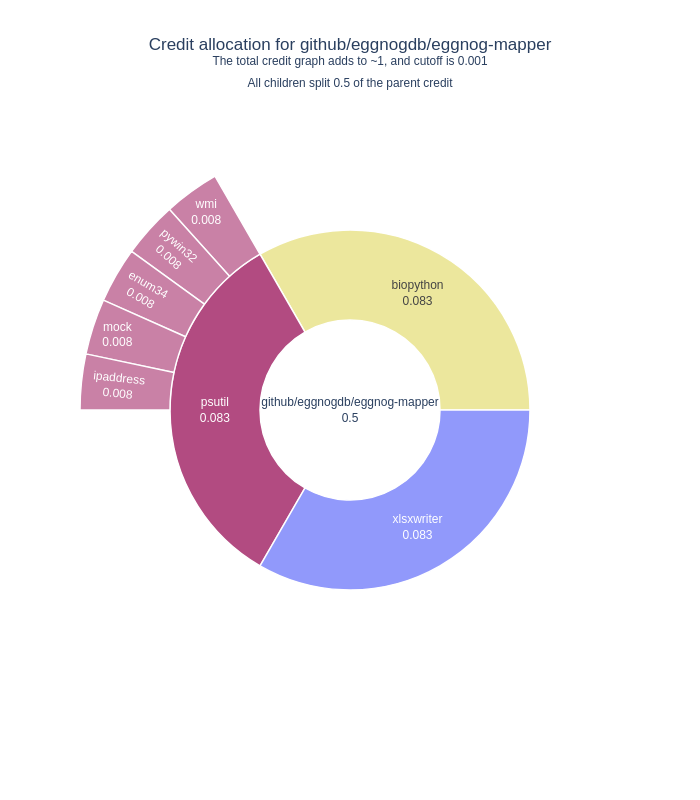 Credit allocation for github/eggnogdb/eggnog-mapper
The total credit graph adds to ~1, and cutoff is 0.001
All children split 0.5 of the parent credit
wmi
0.008
pywin32
0.008
enum34
0.008
mock
0.008
ipaddress
0.008
biopython
0.083
psutil
0.083
github/eggnogdb/eggnog-mapper
0.5
xlsxwriter
0.083